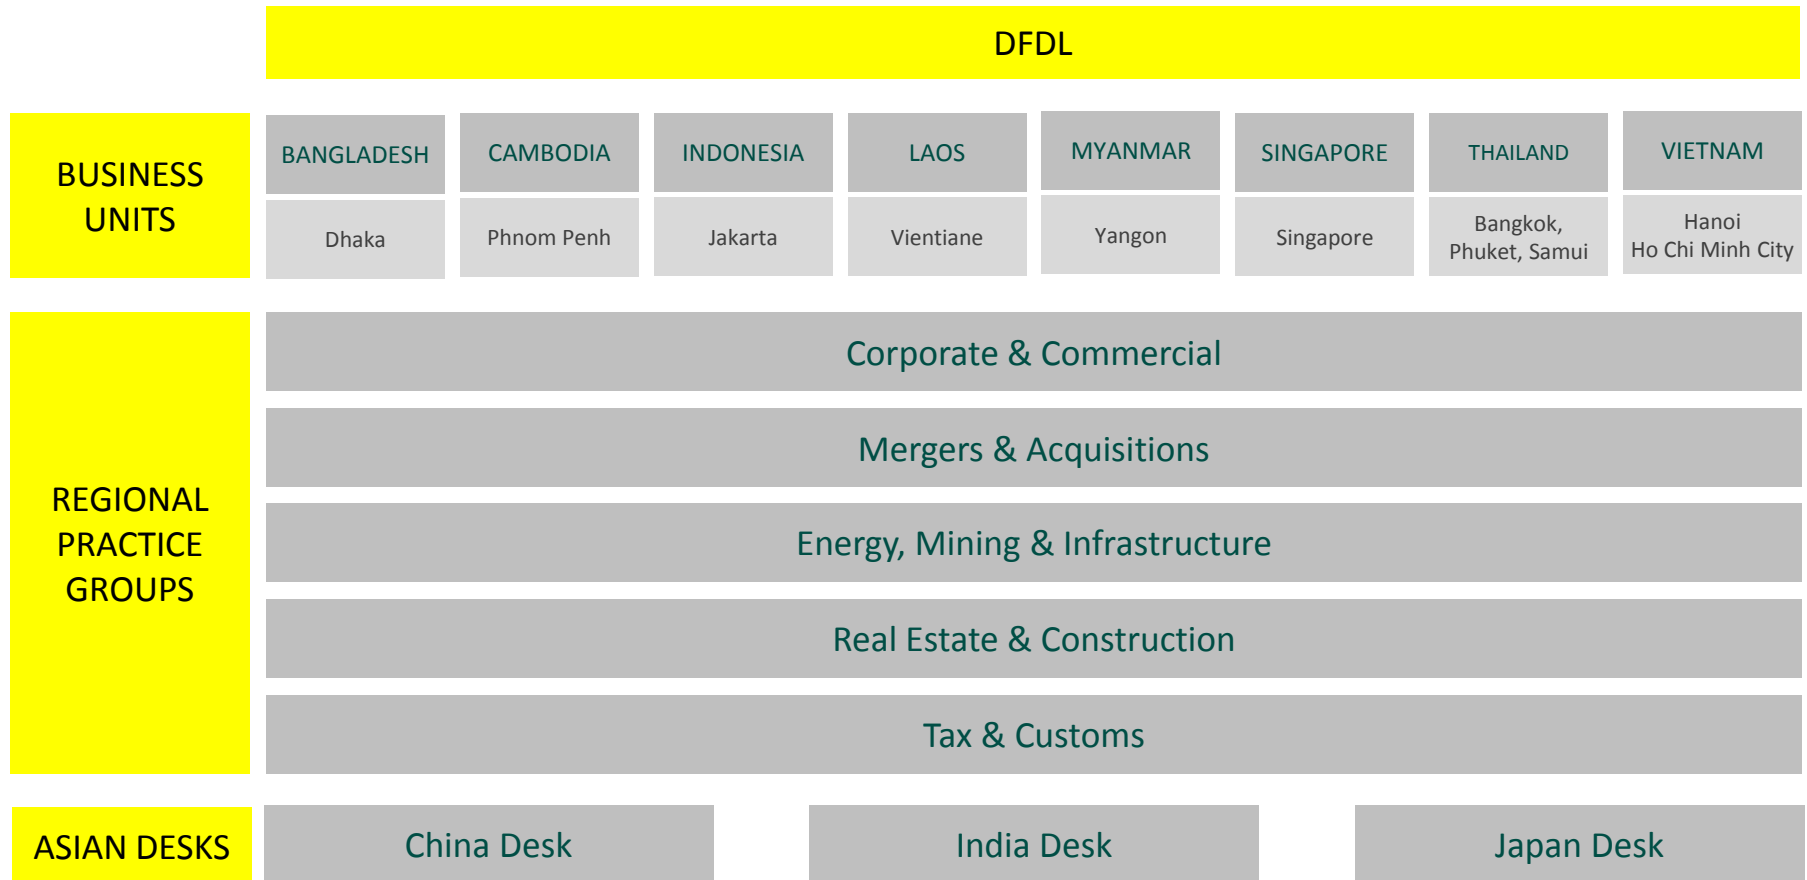 DFDL
BUSINESS
UNITS
BANGLADESH
CAMBODIA
INDONESIA
LAOS
MYANMAR
SINGAPORE
THAILAND
VIETNAM
Dhaka
Phnom Penh
Jakarta
Vientiane
Yangon
Singapore
Bangkok,
Phuket, Samui
Hanoi
Ho Chi Minh City
REGIONAL
PRACTICE
GROUPS
Corporate & Commercial
Mergers & Acquisitions
Energy, Mining & Infrastructure
Real Estate & Construction
Tax & Customs
ASIAN DESKS
China Desk
India Desk
Japan Desk